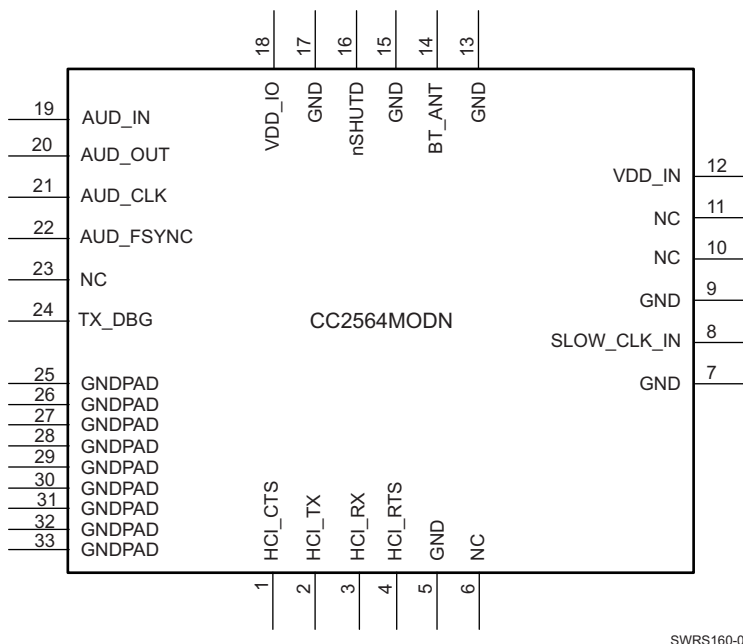 18 17 16 15 14 13
VDD_IO GND nSHUTD GND BT_ANT GND
19 AUD_IN
20 AUD_OUT
21 AUD_CLK
22 AUD_FSYNC
23 NC
24 TX_DBG
25 GNDPAD
26 GNDPAD
27 GNDPAD
28 GNDPAD
29 GNDPAD
30 GNDPAD
31 GNDPAD
32 GNDPAD
33 GNDPAD
CC2564MODN
VDD_IN 12
NC 11
NC 10
GND 9
SLOW_CLK_IN 8
GND 7
HCI_CTS HCI_TX HCI_RX HCI_RTS GND NC
1 2 3 4 5 6